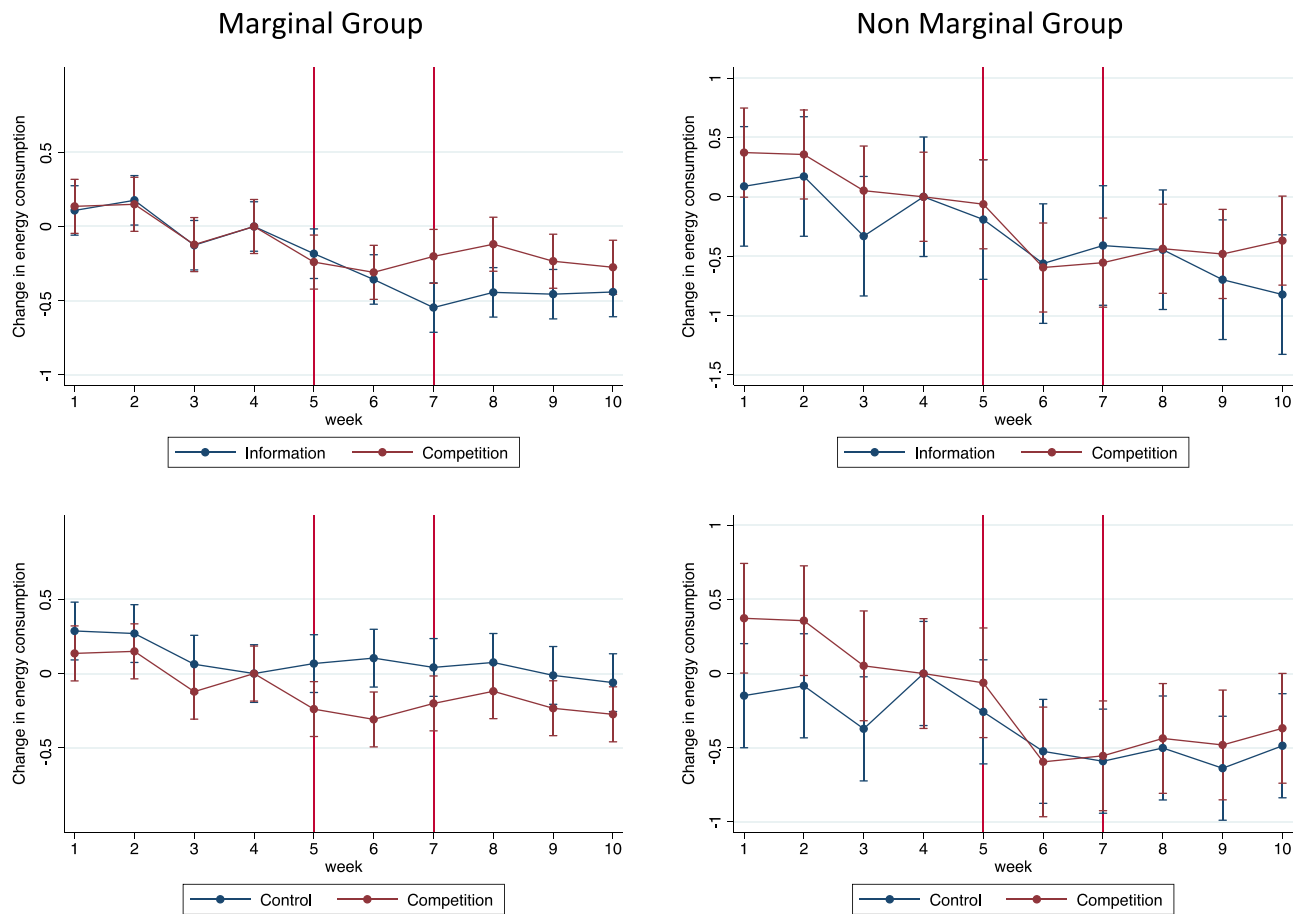 Marginal Group
Non Marginal Group
Change in energy consumption
0.5
0
-0.5
-1
1 2 3 4 5 6 7 8 9 10
week
Information Competition
Change in energy consumption
1
0.5
0
-0.5
-1
-1.5
1 2 3 4 5 6 7 8 9 10
week
Information Competition
Change in energy consumption
0.5
0
-0.5
1 2 3 4 5 6 7 8 9 10
week
Control Competition
Change in energy consumption
1
0.5
0
-0.5
-1
1 2 3 4 5 6 7 8 9 10
week
Control Competition